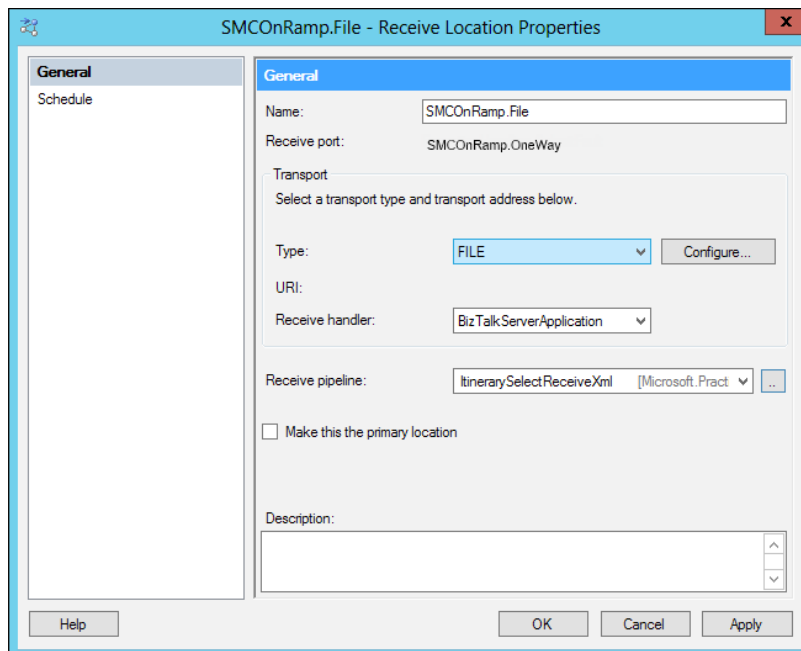 SMCOnRamp.File - Receive Location Properties
x
General
Schedule
General
Name: SMCOnRamp.File
Receive port: SMCOnRamp.OneWay
Transport
Select a transport type and transport address below.
Type: FILE Configure...
URI:
Receive handler: BizTalkServerApplication
Receive pipeline: ItinerarySelectReceiveXml [Microsoft.Pract ..
Make this the primary location
Description:
Help OK Cancel Apply